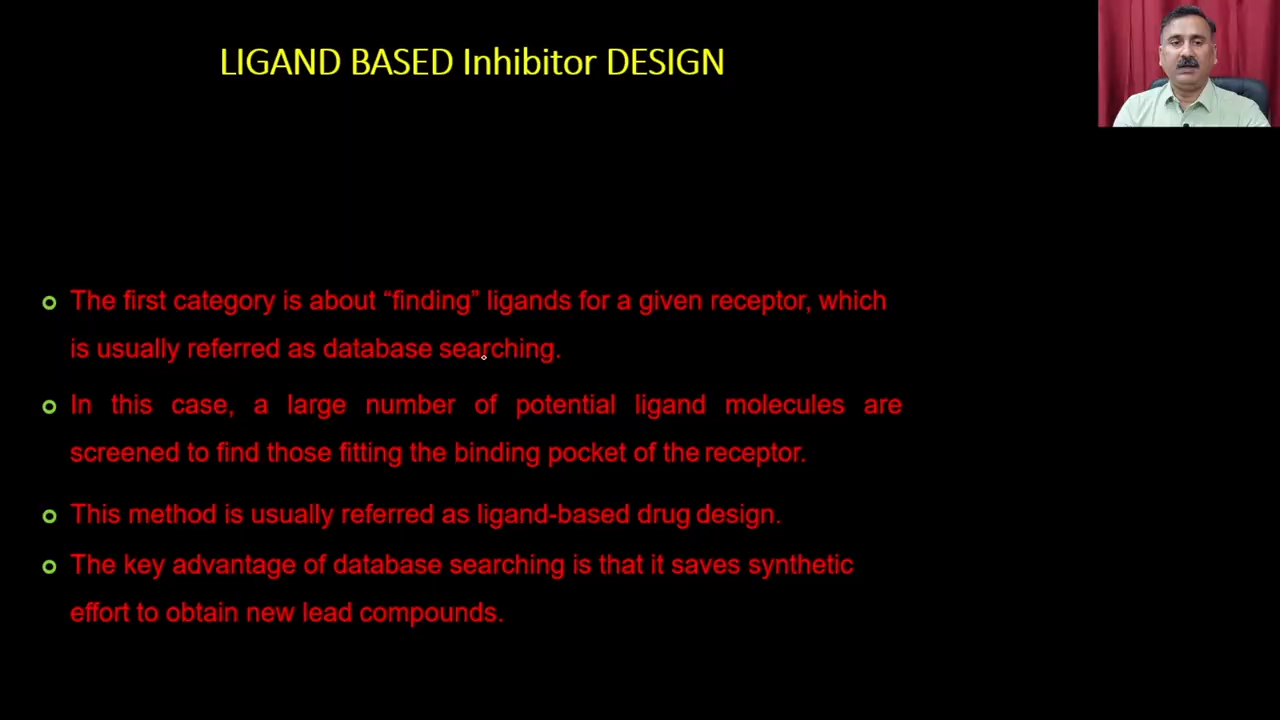 LIGAND BASED Inhibitor DESIGN
The first category is about “finding” ligands for a given receptor, which
is usually referred as database searching.
In this case, a large number of potential ligand molecules are
screened to find those fitting the binding pocket of the receptor.
This method is usually referred as ligand-based drug design.
The key advantage of database searching is that it saves synthetic
effort to obtain new lead compounds.